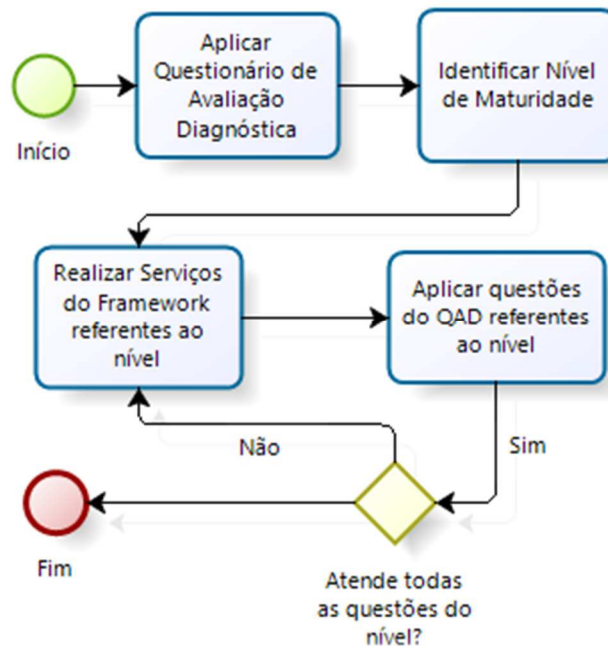 Início
Aplicar
Questionário de
Avaliação
Diagnóstica
Identificar Nível
de Maturidade
Realizar Serviços
do Framework
referentes ao
nível
Aplicar questões
do QAD referentes
ao nível
Não
Sim
Fim
Atende todas
as questões do
nível?